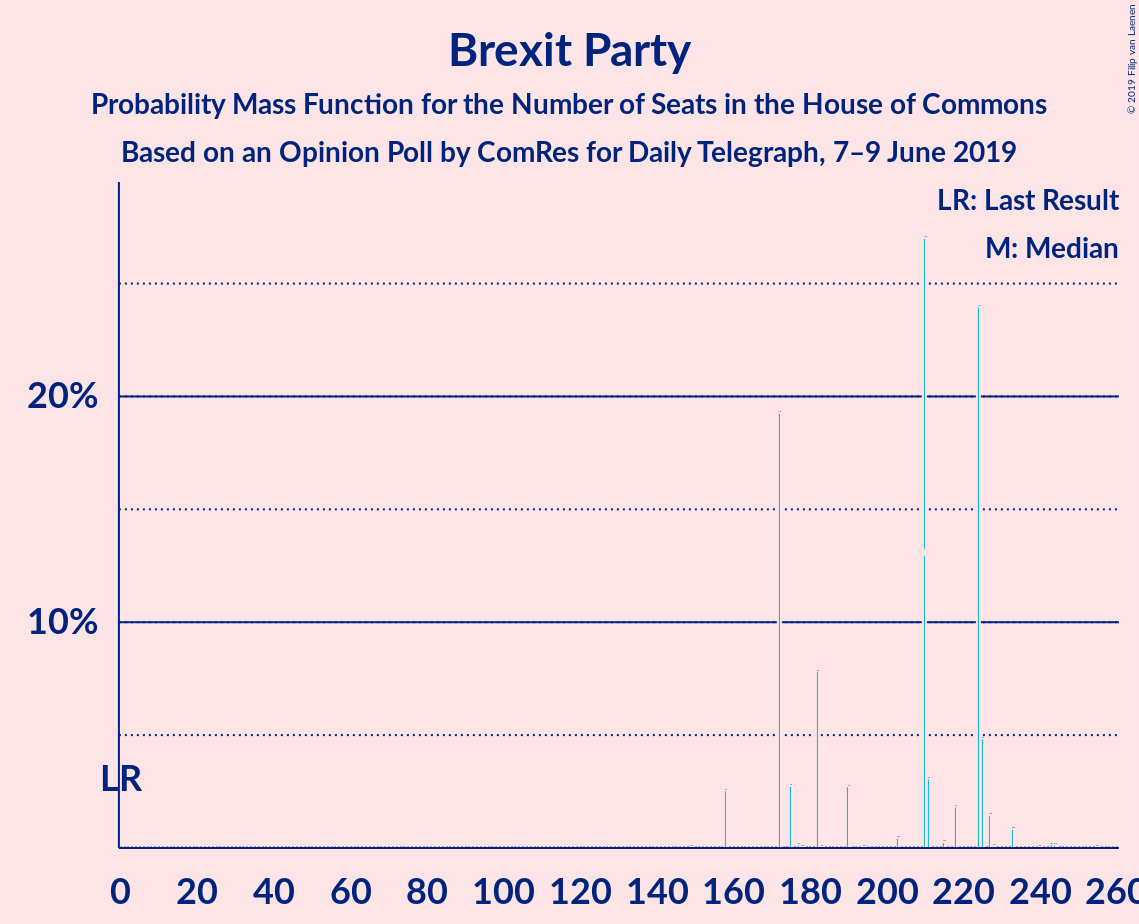 © 2019 Filip van Laenen
Brexit Party
Probability Mass Function for the Number of Seats in the House of Commons
Based on an Opinion Poll by ComRes for Daily Telegraph, 7–9 June 2019
LR: Last Result
M: Median
20%
10%
LR
0 20 40 60 80 100 120 140 160 180 200 220 240 260